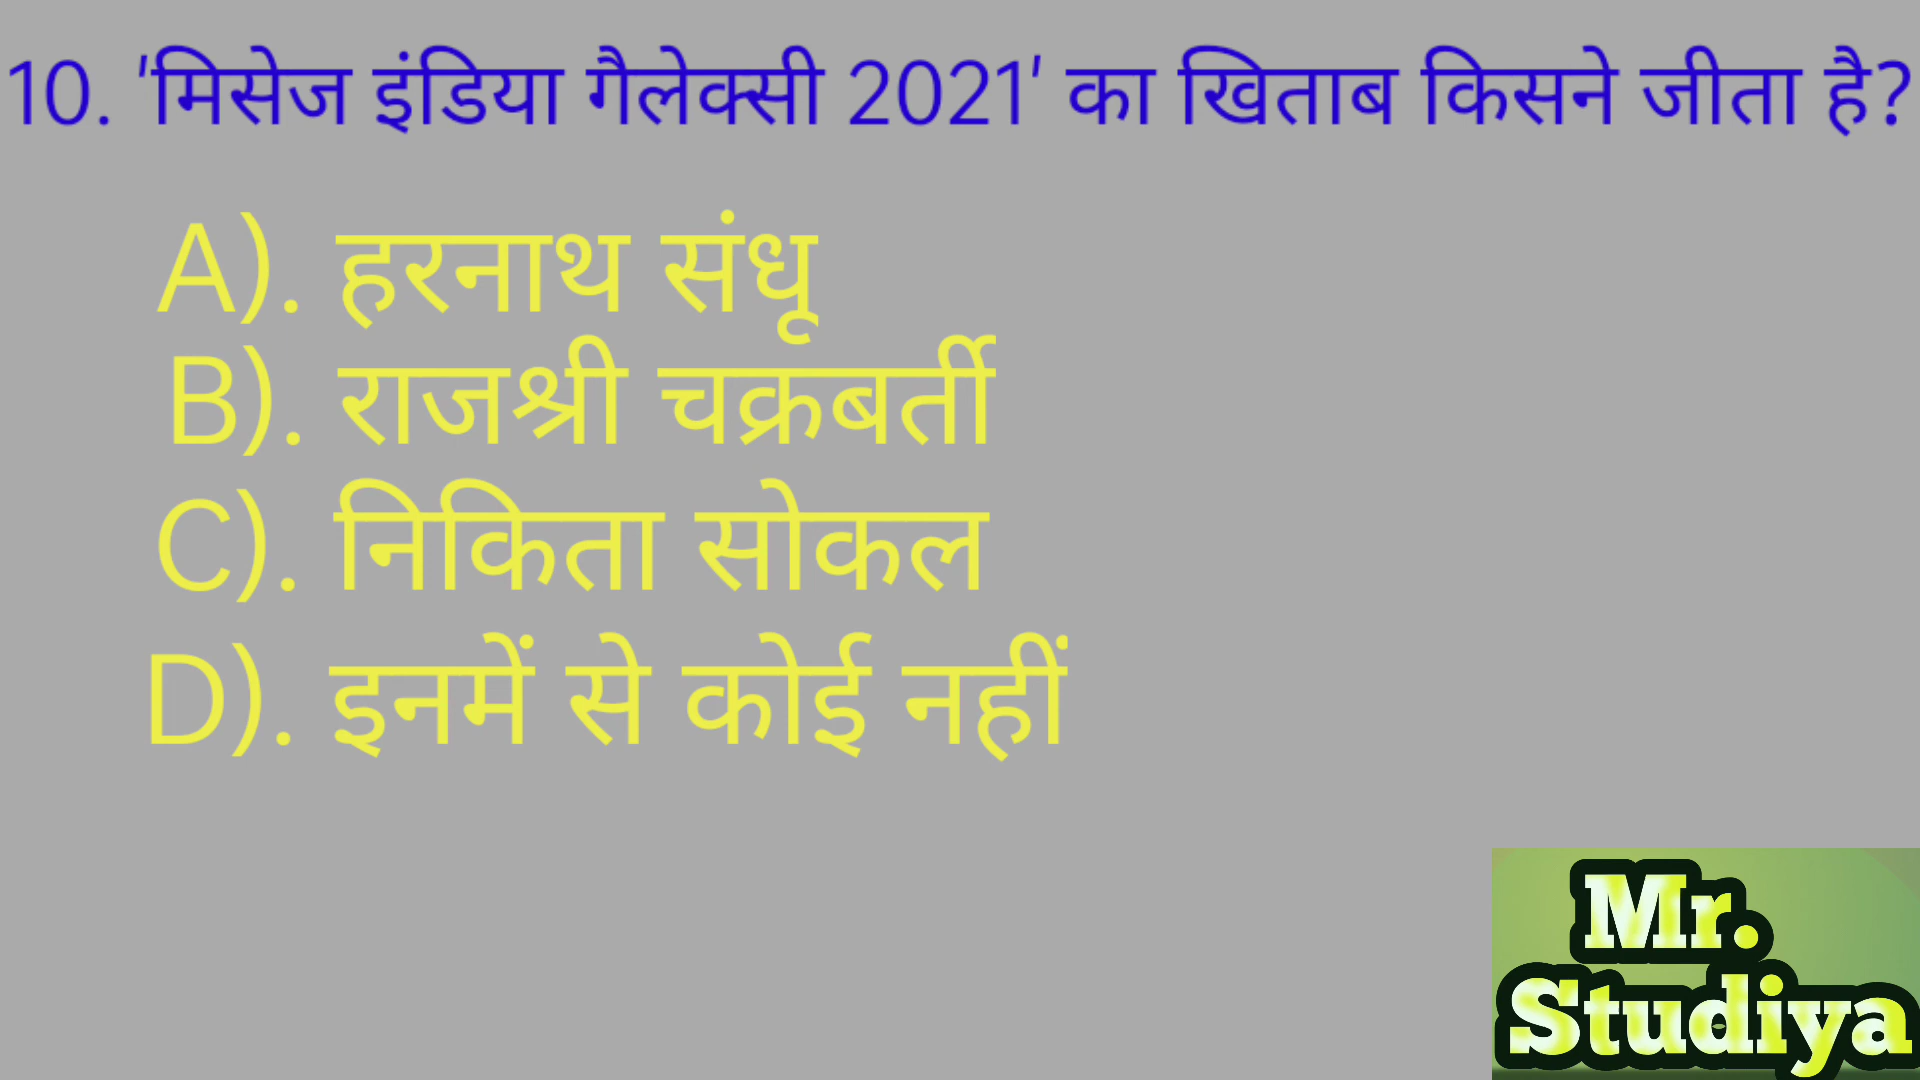 10. 'मिसेज इंडिया गैलेक्सी 2021' का खिताब किसने जीता है?
A). हरनाथ संधू
B). राजश्री चक्रबर्ती
C). निकिता सोकल
D). इनमें से कोई नहीं
Mr.
Studiya